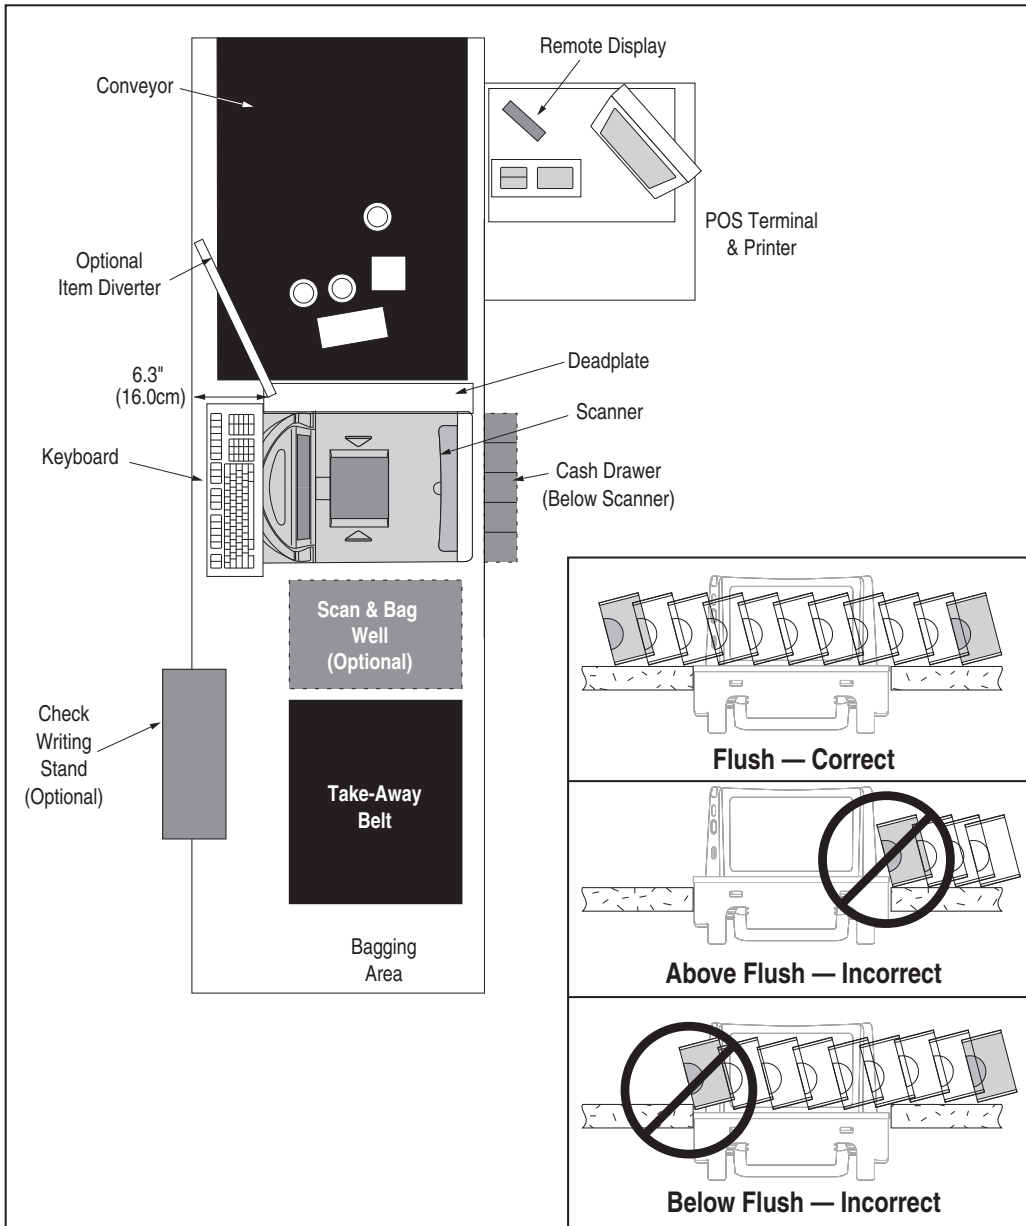 Remote Display
Conveyor
POS Terminal
& Printer
Optional
Item Diverter
6.3"
(16.0cm)
Deadplate
Scanner
Keyboard
Cash Drawer
(Below Scanner)
Scan & Bag
Well
(Optional)
Check
Writing
Stand
(Optional)
Take-Away
Belt
Bagging
Area
Flush — Correct
Above Flush — Incorrect
Below Flush — Incorrect